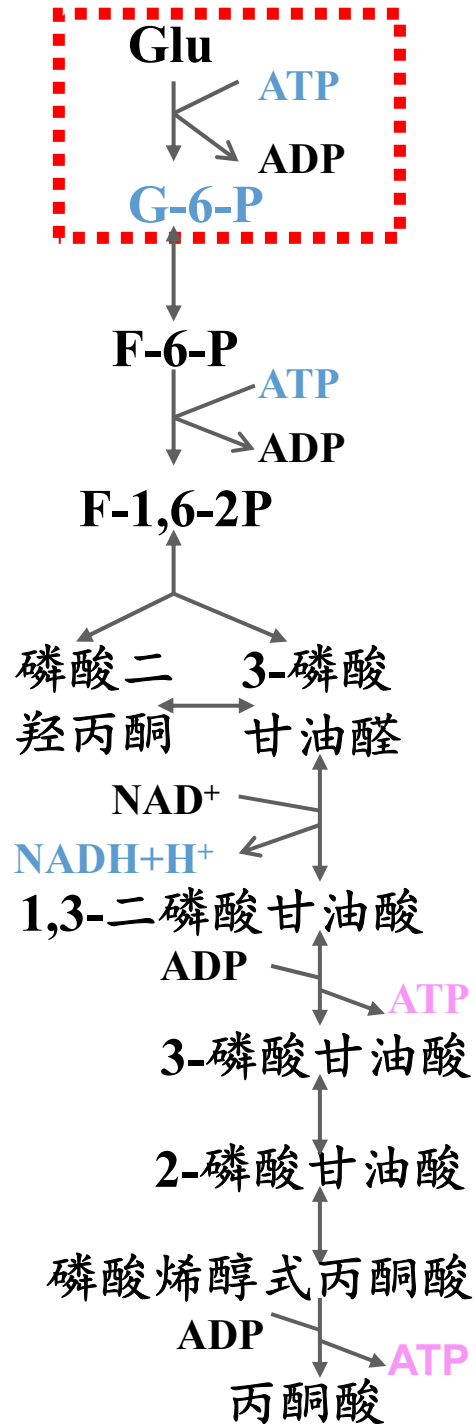 Glu
ATP
ADP
G-6-P
F-6-P
ATP
ADP
F-1,6-2P
磷酸二
羟丙酮
3-磷酸
甘油醛
NAD⁺
NADH+H⁺
1,3-二磷酸甘油酸
ADP
ATP
3-磷酸甘油酸
2-磷酸甘油酸
磷酸烯醇式丙酮酸
ADP
ATP
丙酮酸